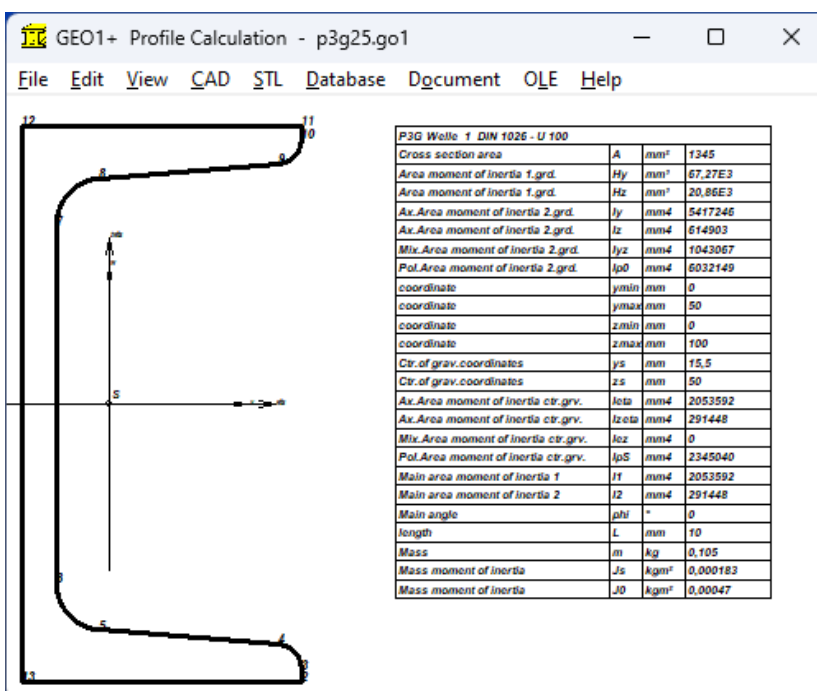 GEO1+ Profile Calculation - p3g25.go1
File Edit View CAD STL Database Document OLE Help
12
11
10
9
8
7
S
6
5
4
3
2
13
P3G Welle 1 DIN 1026 - U 100
Cross section area A mm² 1345
Area moment of inertia 1.grd. Hy mm³ 67,27E3
Area moment of inertia 1.grd. Hz mm³ 20,86E3
Ax.Area moment of inertia 2.grd. Iy mm4 5417246
Ax.Area moment of inertia 2.grd. Iz mm4 614903
Mix.Area moment of inertia 2.grd. Iyz mm4 1043067
Pol.Area moment of inertia 2.grd. Ip0 mm4 6032149
coordinate ymin mm 0
coordinate ymax mm 50
coordinate zmin mm 0
coordinate zmax mm 100
Ctr.of grav.coordinates ys mm 15,5
Ctr.of grav.coordinates zs mm 50
Ax.Area moment of inertia ctr.grv. Ieta mm4 2053592
Ax.Area moment of inertia ctr.grv. Izeta mm4 291448
Mix.Area moment of inertia ctr.grv. Iez mm4 0
Pol.Area moment of inertia ctr.grv. IpS mm4 2345040
Main area moment of inertia 1 I1 mm4 2053592
Main area moment of inertia 2 I2 mm4 291448
Main angle phi ° 0
length L mm 10
Mass m kg 0,105
Mass moment of inertia Js kgm² 0,000183
Mass moment of inertia J0 kgm² 0,00047